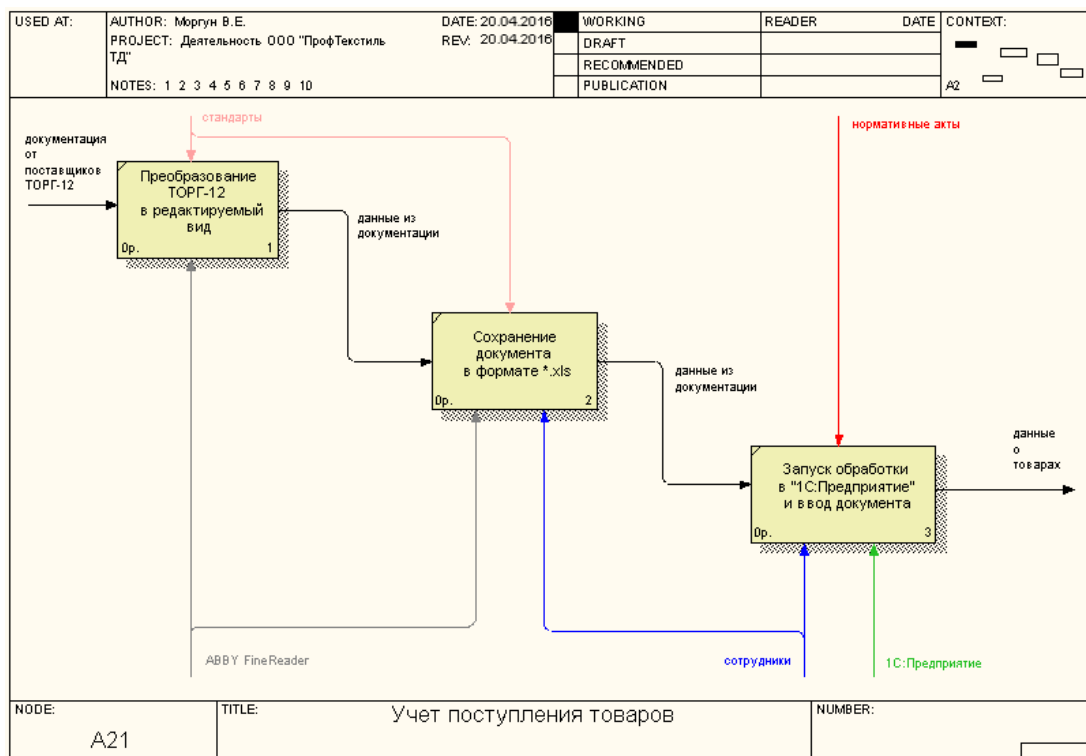 USED AT:
AUTHOR: Моргун В.Е.
DATE: 20.04.2016
PROJECT: Деятельность ООО "ПрофТекстиль
ТД"
REV: 20.04.2016
NOTES: 1 2 3 4 5 6 7 8 9 10
WORKING
DRAFT
RECOMMENDED
PUBLICATION
READER
DATE
CONTEXT:
A2
стандарты
нормативные акты
документация
от
поставщиков
ТОРГ-12
Преобразование
ТОРГ-12
в редактируемый
вид
0р.
1
данные из
документации
Сохранение
документа
в формате *.xls
0р.
2
данные из
документации
Запуск обработки
в "1С:Предприятие"
и ввод документа
0р.
3
данные
о
товарах
ABBY FineReader
сотрудники
1С:Предприятие
NODE:
A21
TITLE:
Учет поступления товаров
NUMBER: